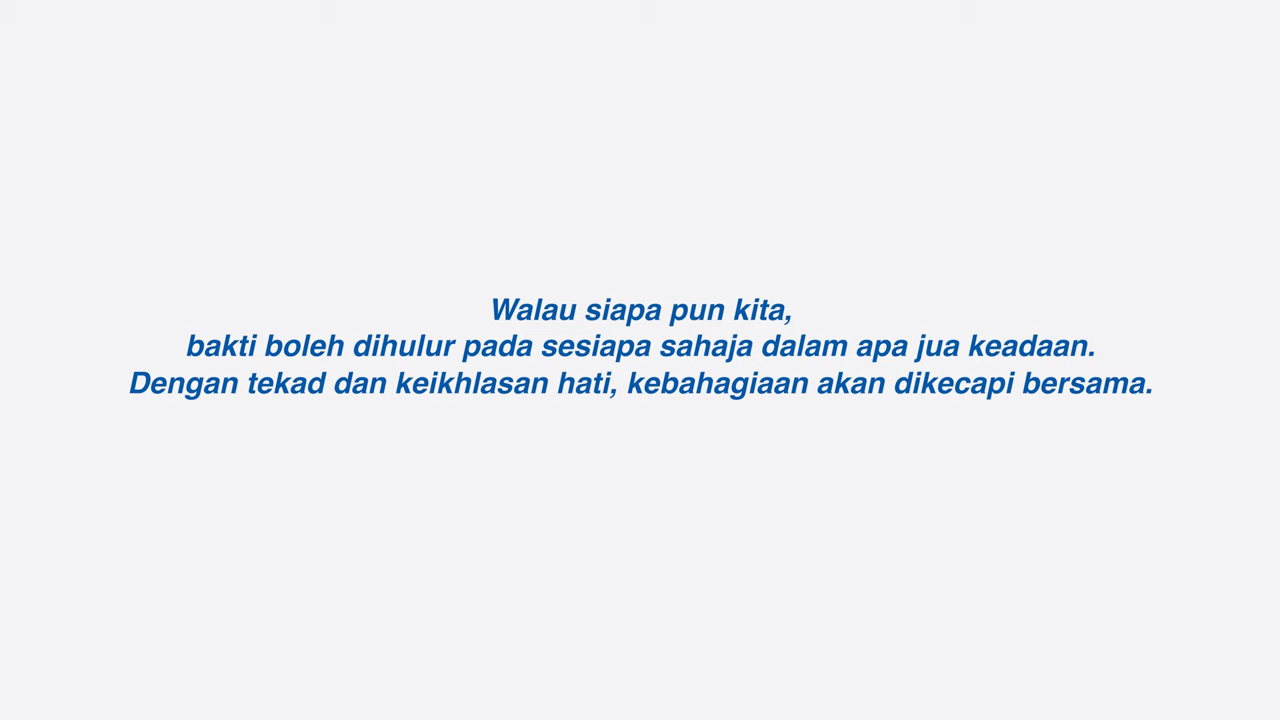 Walau siapa pun kita,
bakti boleh dihulur pada sesiapa sahaja dalam apa jua keadaan.
Dengan tekad dan keikhlasan hati, kebahagiaan akan dikecapi bersama.